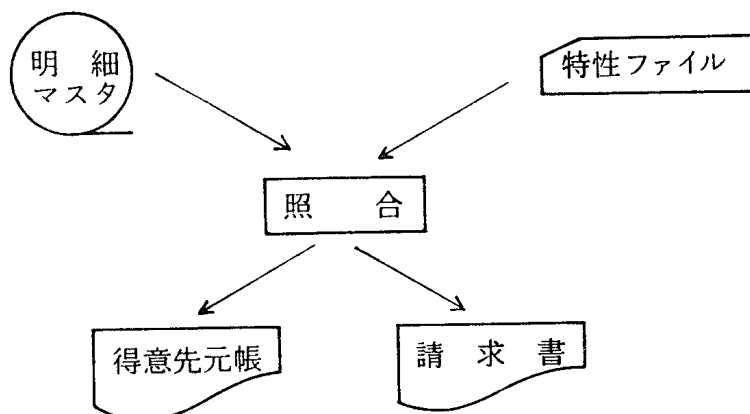 明細
マスタ
特性ファイル
照合
得意先元帳
請求書